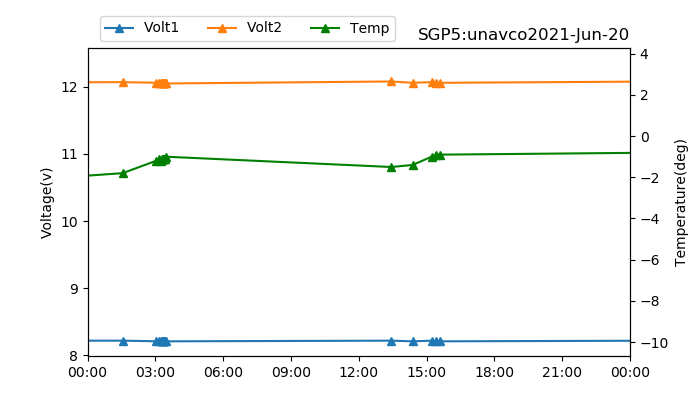 Volt1 Volt2 Temp
SGP5:unavco2021-Jun-20
Voltage(v)
12
11
10
9
8
4
2
0
−2
−4
−6
−8
−10
Temperature(deg)
00:00 03:00 06:00 09:00 12:00 15:00 18:00 21:00 00:00